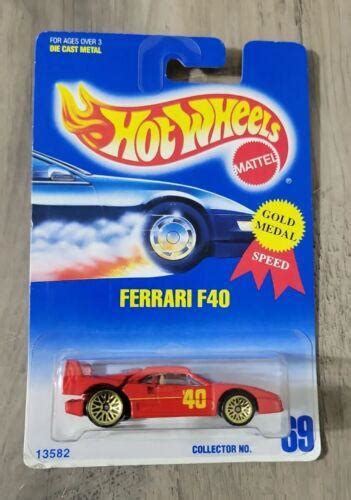 FOR AGES OVER 3
DIE CAST METAL
HOT WHEELS
MATTEL
®
GOLD
MEDAL
SPEED
FERRARI F40
40
13582
COLLECTOR NO.
69